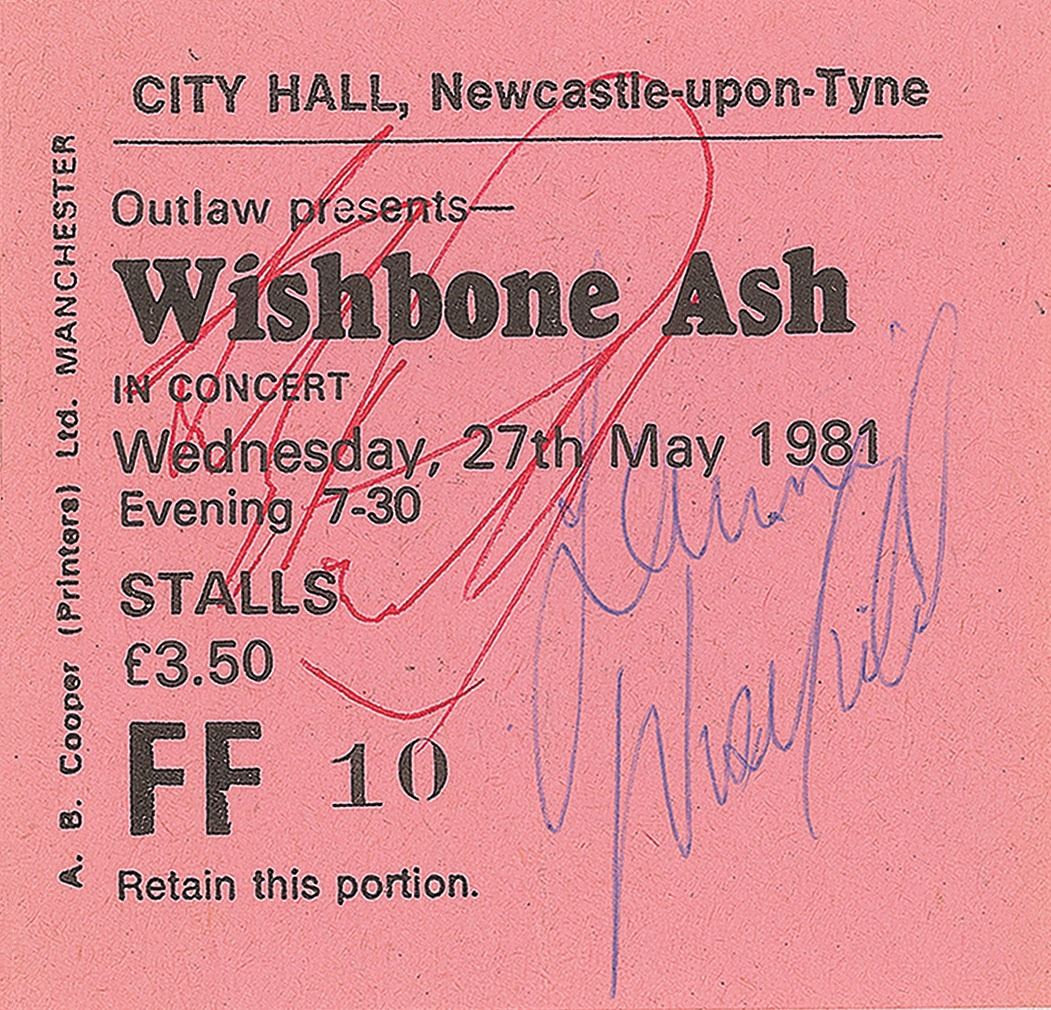 CITY HALL, Newcastle-upon-Tyne
Outlaw presents—
Wishbone Ash
IN CONCERT
Wednesday, 27th May 1981
Evening 7-30
STALLS
£3.50
FF 10
Retain this portion.
A. B. Cooper (Printers) Ltd. MANCHESTER